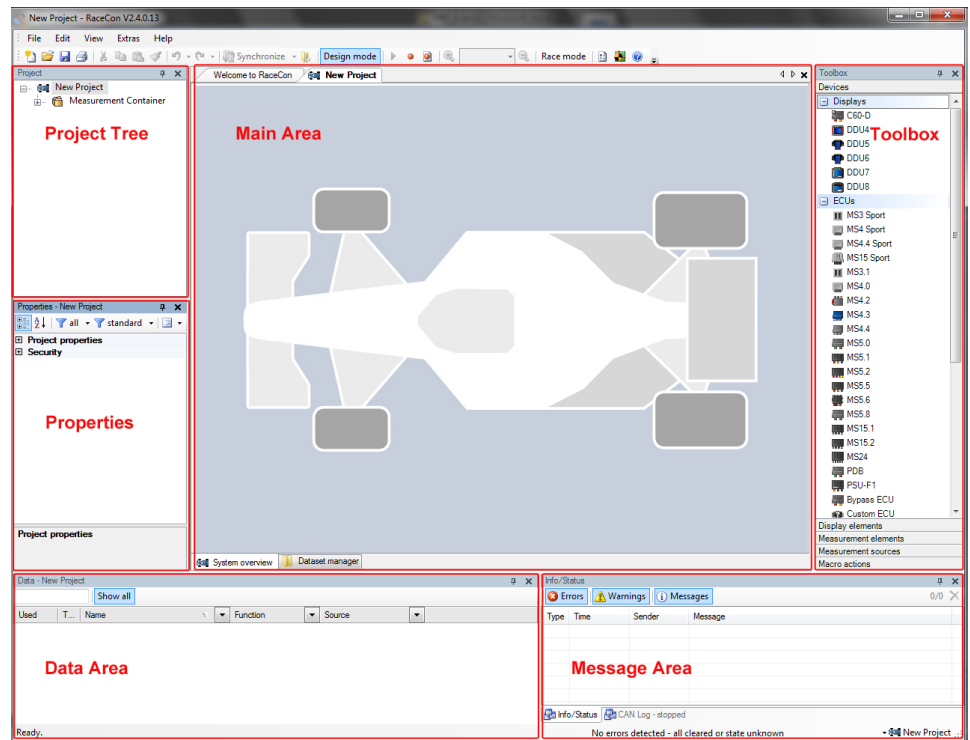 New Project - RaceCon V2.4.0.13
File Edit View Extras Help
Synchronize Design mode Race mode
Project
New Project
Measurement Container
Project Tree
Properties - New Project
all standard
Project properties
Security
Properties
Project properties
Welcome to RaceCon New Project
Main Area
System overview Dataset manager
Toolbox
Devices
Displays
C60-D
DDU4
Toolbox
DDU5
DDU6
DDU7
DDU8
ECUs
MS3 Sport
MS4 Sport
MS4.4 Sport
MS15 Sport
MS3.1
MS4.0
MS4.2
MS4.3
MS4.4
MS5.0
MS5.1
MS5.2
MS5.5
MS5.6
MS5.8
MS15.1
MS15.2
MS24
PDB
PSU-F1
Bypass ECU
Custom ECU
Display elements
Measurement elements
Measurement sources
Macro actions
Data - New Project
Show all
Used T... Name Function Source
Data Area
Info/Status
Errors Warnings Messages 0/0
Type Time Sender Message
Message Area
Info/Status CAN Log - stopped
Ready. No errors detected - all cleared or state unknown New Project